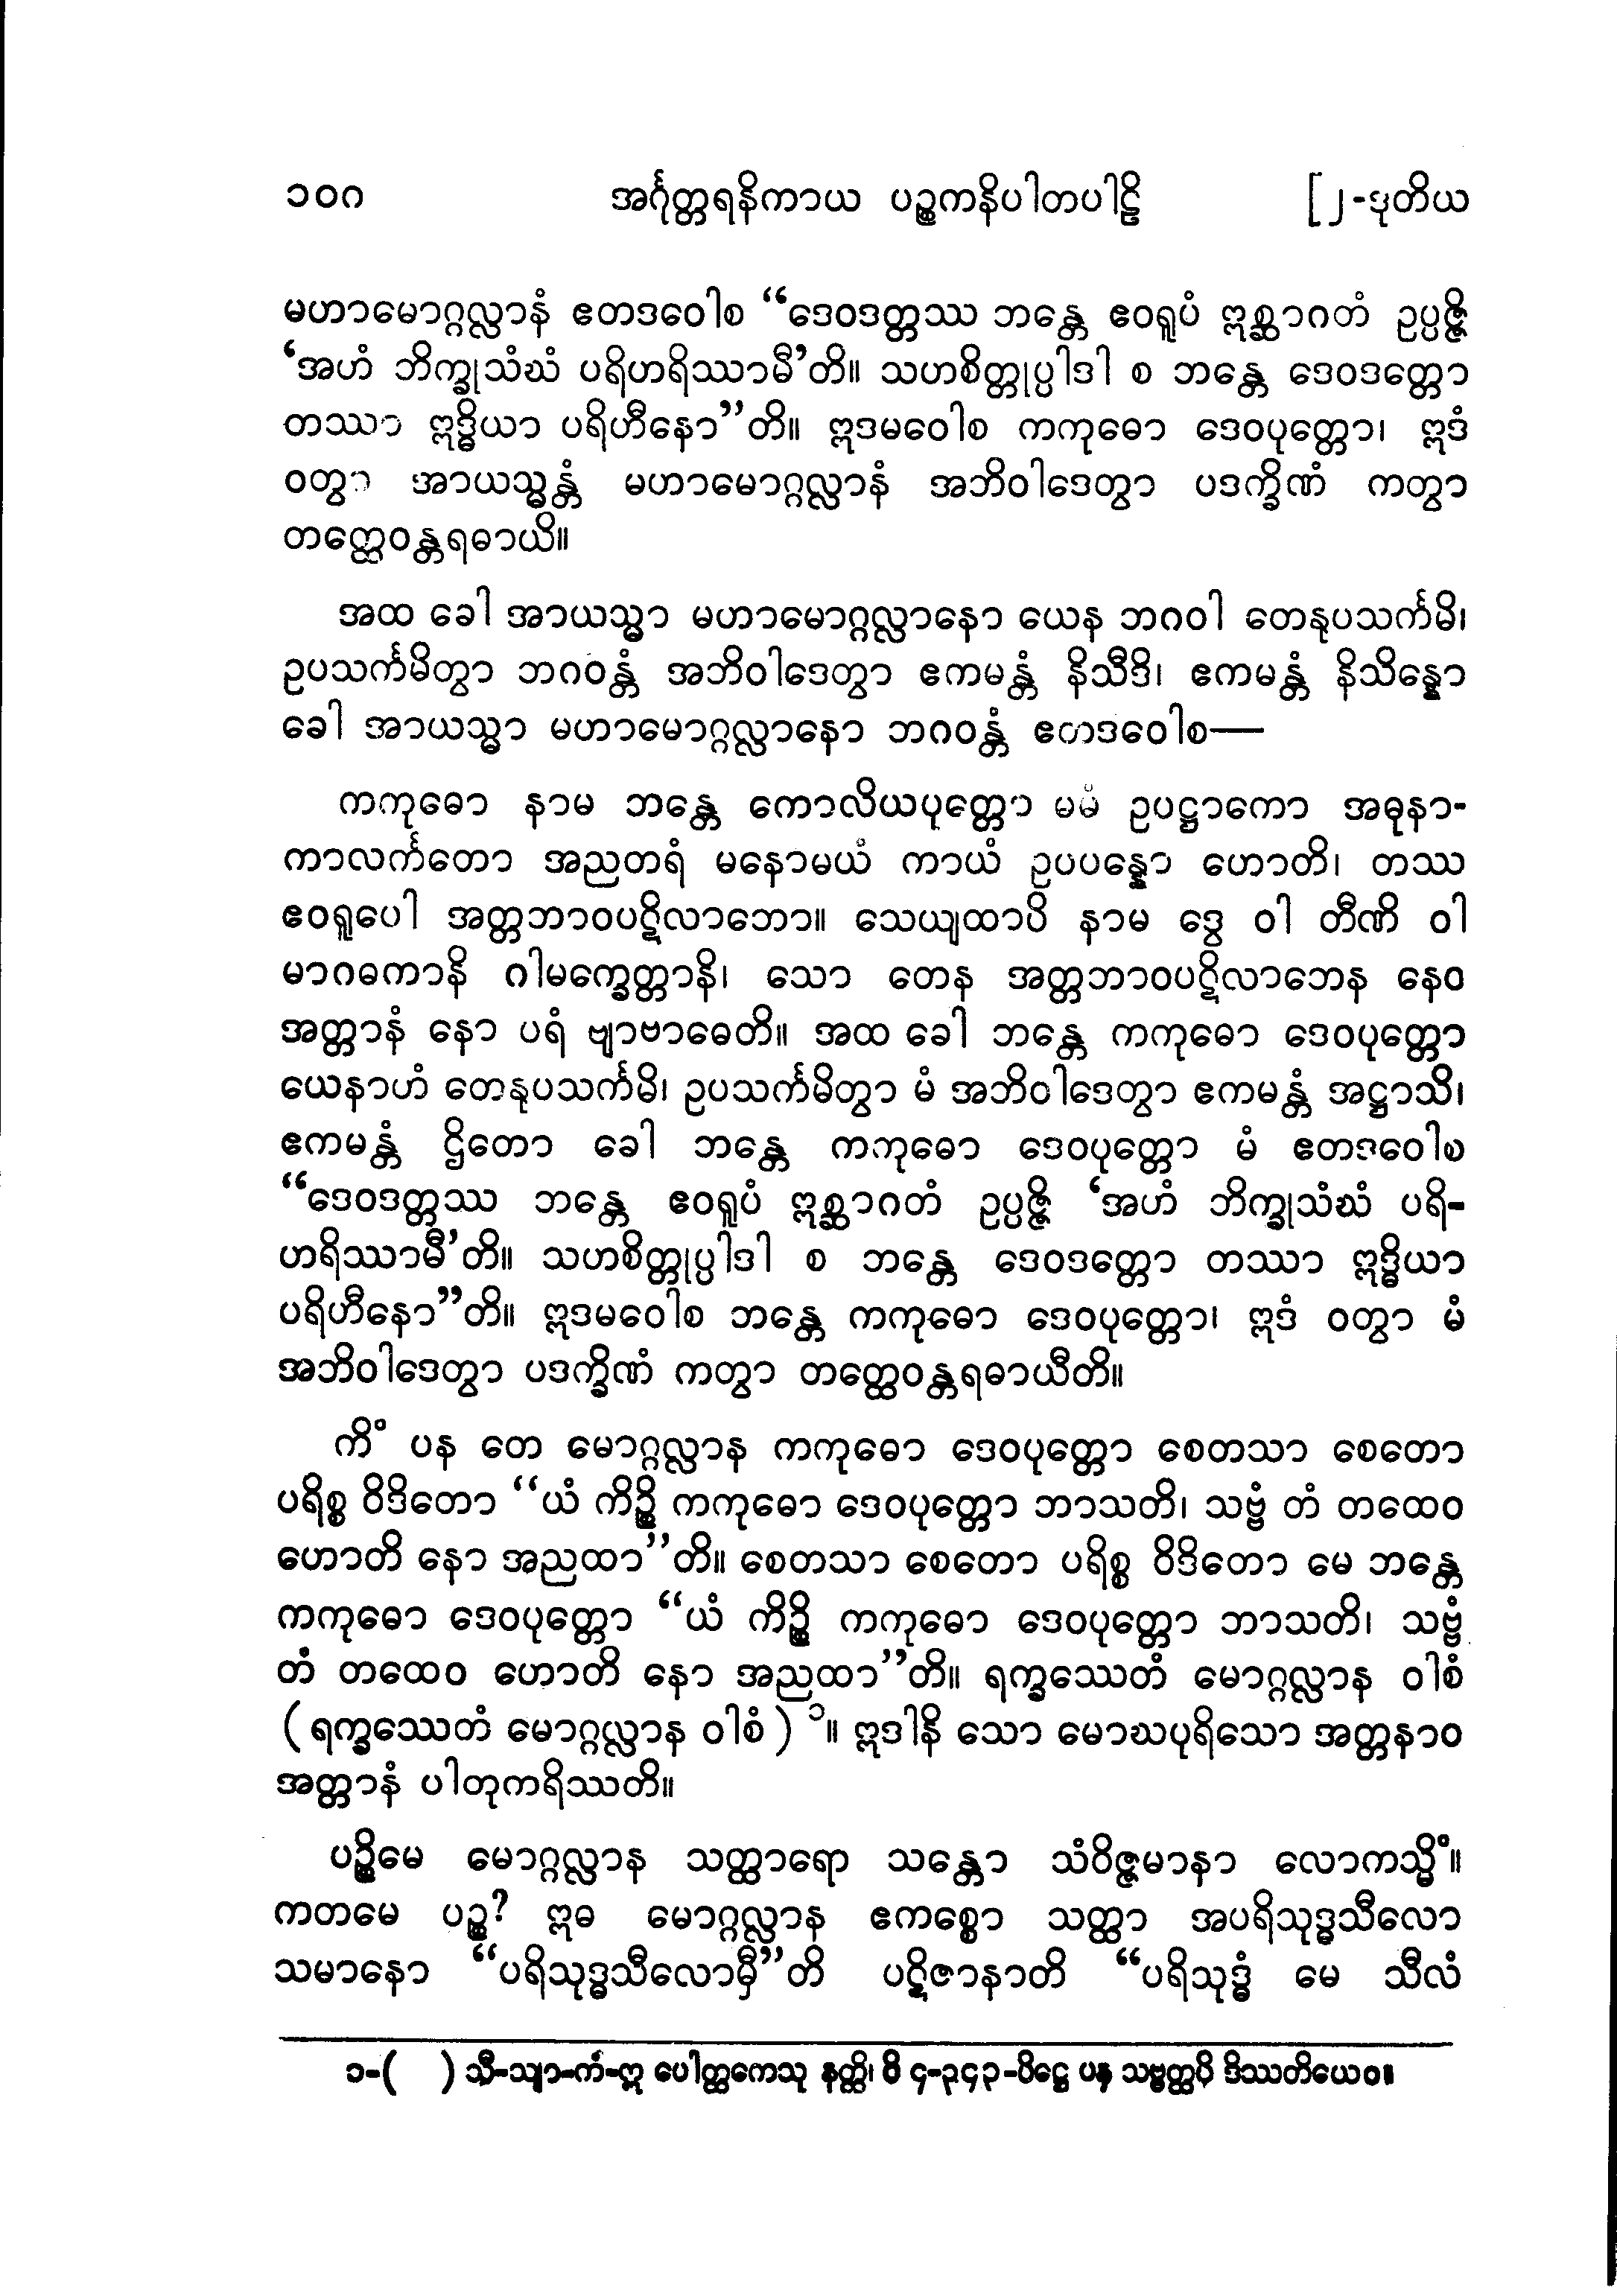 ၁၀၈ အင်္ဂုတ္တရနိကာယ ပဉ္စကနိပါတပါဠိ [၂-ဒုတိယ
မဟာမောဂ္ဂလ္လာနံ ဧတဒဝေါစ “ဒေဝဒတ္တဿ ဘန္တေ ဧဝရူပံ ဣစ္ဆာဂတံ ဥပ္ပဇ္ဇိ
‘အဟံ ဘိက္ခုသံဃံ ပရိဟရိဿာမီ’တိ။ သဟစိတ္တုပ္ပါဒါ စ ဘန္တေ ဒေဝဒတ္တော
တဿာ ဣဒ္ဓိယာ ပရိဟီနော”တိ။ ဣဒမဝေါစ ကကုဓော ဒေဝပုတ္တော၊ ဣဒံ
ဝတွာ အာယသ္မန္တံ မဟာမောဂ္ဂလ္လာနံ အဘိဝါဒေတွာ ပဒက္ခိဏံ ကတွာ
တတ္ထေဝန္တရဓာယိ။
အထ ခေါ အာယသ္မာ မဟာမောဂ္ဂလ္လာနော ယေန ဘဂဝါ တေနုပသင်္ကမိ၊
ဥပသင်္ကမိတွာ ဘဂဝန္တံ အဘိဝါဒေတွာ ဧကမန္တံ နိသီဒိ၊ ဧကမန္တံ နိသိန္နော
ခေါ အာယသ္မာ မဟာမောဂ္ဂလ္လာနော ဘဂဝန္တံ ဧတဒဝေါစ—
ကကုဓော နာမ ဘန္တေ ကောလိယပုတ္တော မမံ ဥပဋ္ဌာကော အဓုနာ-
ကာလင်္ကတော အညတရံ မနောမယံ ကာယံ ဥပပန္နော ဟောတိ၊ တဿ
ဧဝရူပေါ အတ္တဘာဝပဋိလာဘော။ သေယျထာပိ နာမ ဒွေ ဝါ တီဏိ ဝါ
မာဂဓကာနိ ဂါမက္ခေတ္တာနိ၊ သော တေန အတ္တဘာဝပဋိလာဘေန နေဝ
အတ္တာနံ နော ပရံ ဗျာဗာဓေတိ။ အထ ခေါ ဘန္တေ ကကုဓော ဒေဝပုတ္တော
ယေနာဟံ တေနုပသင်္ကမိ၊ ဥပသင်္ကမိတွာ မံ အဘိဝါဒေတွာ ဧကမန္တံ အဋ္ဌာသိ၊
ဧကမန္တံ ဌိတော ခေါ ဘန္တေ ကကုဓော ဒေဝပုတ္တော မံ ဧတဒဝေါစ
“ဒေဝဒတ္တဿ ဘန္တေ ဧဝရူပံ ဣစ္ဆာဂတံ ဥပ္ပဇ္ဇိ ‘အဟံ ဘိက္ခုသံဃံ ပရိ-
ဟရိဿာမီ’တိ။ သဟစိတ္တုပ္ပါဒါ စ ဘန္တေ ဒေဝဒတ္တော တဿာ ဣဒ္ဓိယာ
ပရိဟီနော”တိ။ ဣဒမဝေါစ ဘန္တေ ကကုဓော ဒေဝပုတ္တော၊ ဣဒံ ဝတွာ မံ
အဘိဝါဒေတွာ ပဒက္ခိဏံ ကတွာ တတ္ထေဝန္တရဓာယီတိ။
ကိံ ပန တေ မောဂ္ဂလ္လာန ကကုဓော ဒေဝပုတ္တော စေတသာ စေတော
ပရိစ္စ ဝိဒိတော “ယံ ကိဉ္စိ ကကုဓော ဒေဝပုတ္တော ဘာသတိ၊ သဗ္ဗံ တံ တထေဝ
ဟောတိ နော အညထာ”တိ။ စေတသာ စေတော ပရိစ္စ ဝိဒိတော မေ ဘန္တေ
ကကုဓော ဒေဝပုတ္တော “ယံ ကိဉ္စိ ကကုဓော ဒေဝပုတ္တော ဘာသတိ၊ သဗ္ဗံ
တံ တထေဝ ဟောတိ နော အညထာ”တိ။ ရက္ခဿေတံ မောဂ္ဂလ္လာန ဝါစံ
(ရက္ခဿေတံ မောဂ္ဂလ္လာန ဝါစံ) ၁။ ဣဒါနိ သော မောဃပုရိသော အတ္တနာဝ
အတ္တာနံ ပါတုကရိဿတိ။
ပဉ္စိမေ မောဂ္ဂလ္လာန သတ္ထာရော သန္တော သံဝိဇ္ဇမာနာ လောကသ္မိံ။
ကတမေ ပဉ္စ? ဣဓ မောဂ္ဂလ္လာန ဧကစ္စော သတ္ထာ အပရိသုဒ္ဓသီလော
သမာနော “ပရိသုဒ္ဓသီလောမှီ”တိ ပဋိဇာနာတိ “ပရိသုဒ္ဓံ မေ သီလံ
၁-( ) သီ-သျာ-ကံ-ဣ ပေါတ္ထကေသု နတ္ထိ၊ ဝိ ၄-၃၄၃-ပိဋ္ဌေ ပန သဗ္ဗတ္ထပိ ဒိဿတိယေဝ။